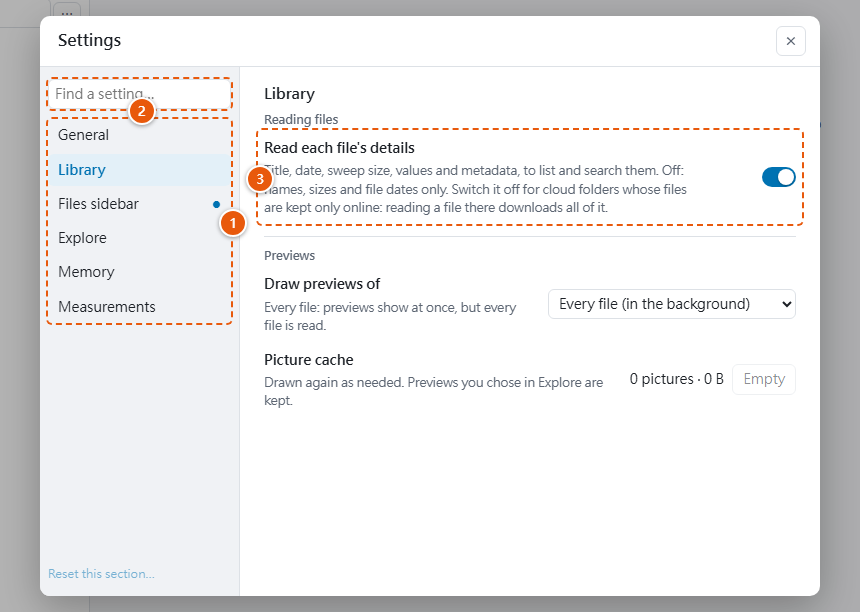 ...
Settings
×
Find a setting...
2
General
Library
Files sidebar
1
Explore
Memory
Measurements
Reset this section...
Library
Reading files
Read each file's details
3
Title, date, sweep size, values and metadata, to list and search them. Off:
names, sizes and file dates only. Switch it off for cloud folders whose files
are kept only online: reading a file there downloads all of it.
Previews
Draw previews of
Every file: previews show at once, but every
file is read.
Every file (in the background)
Picture cache
Drawn again as needed. Previews you chose in Explore are
kept.
0 pictures · 0 B
Empty